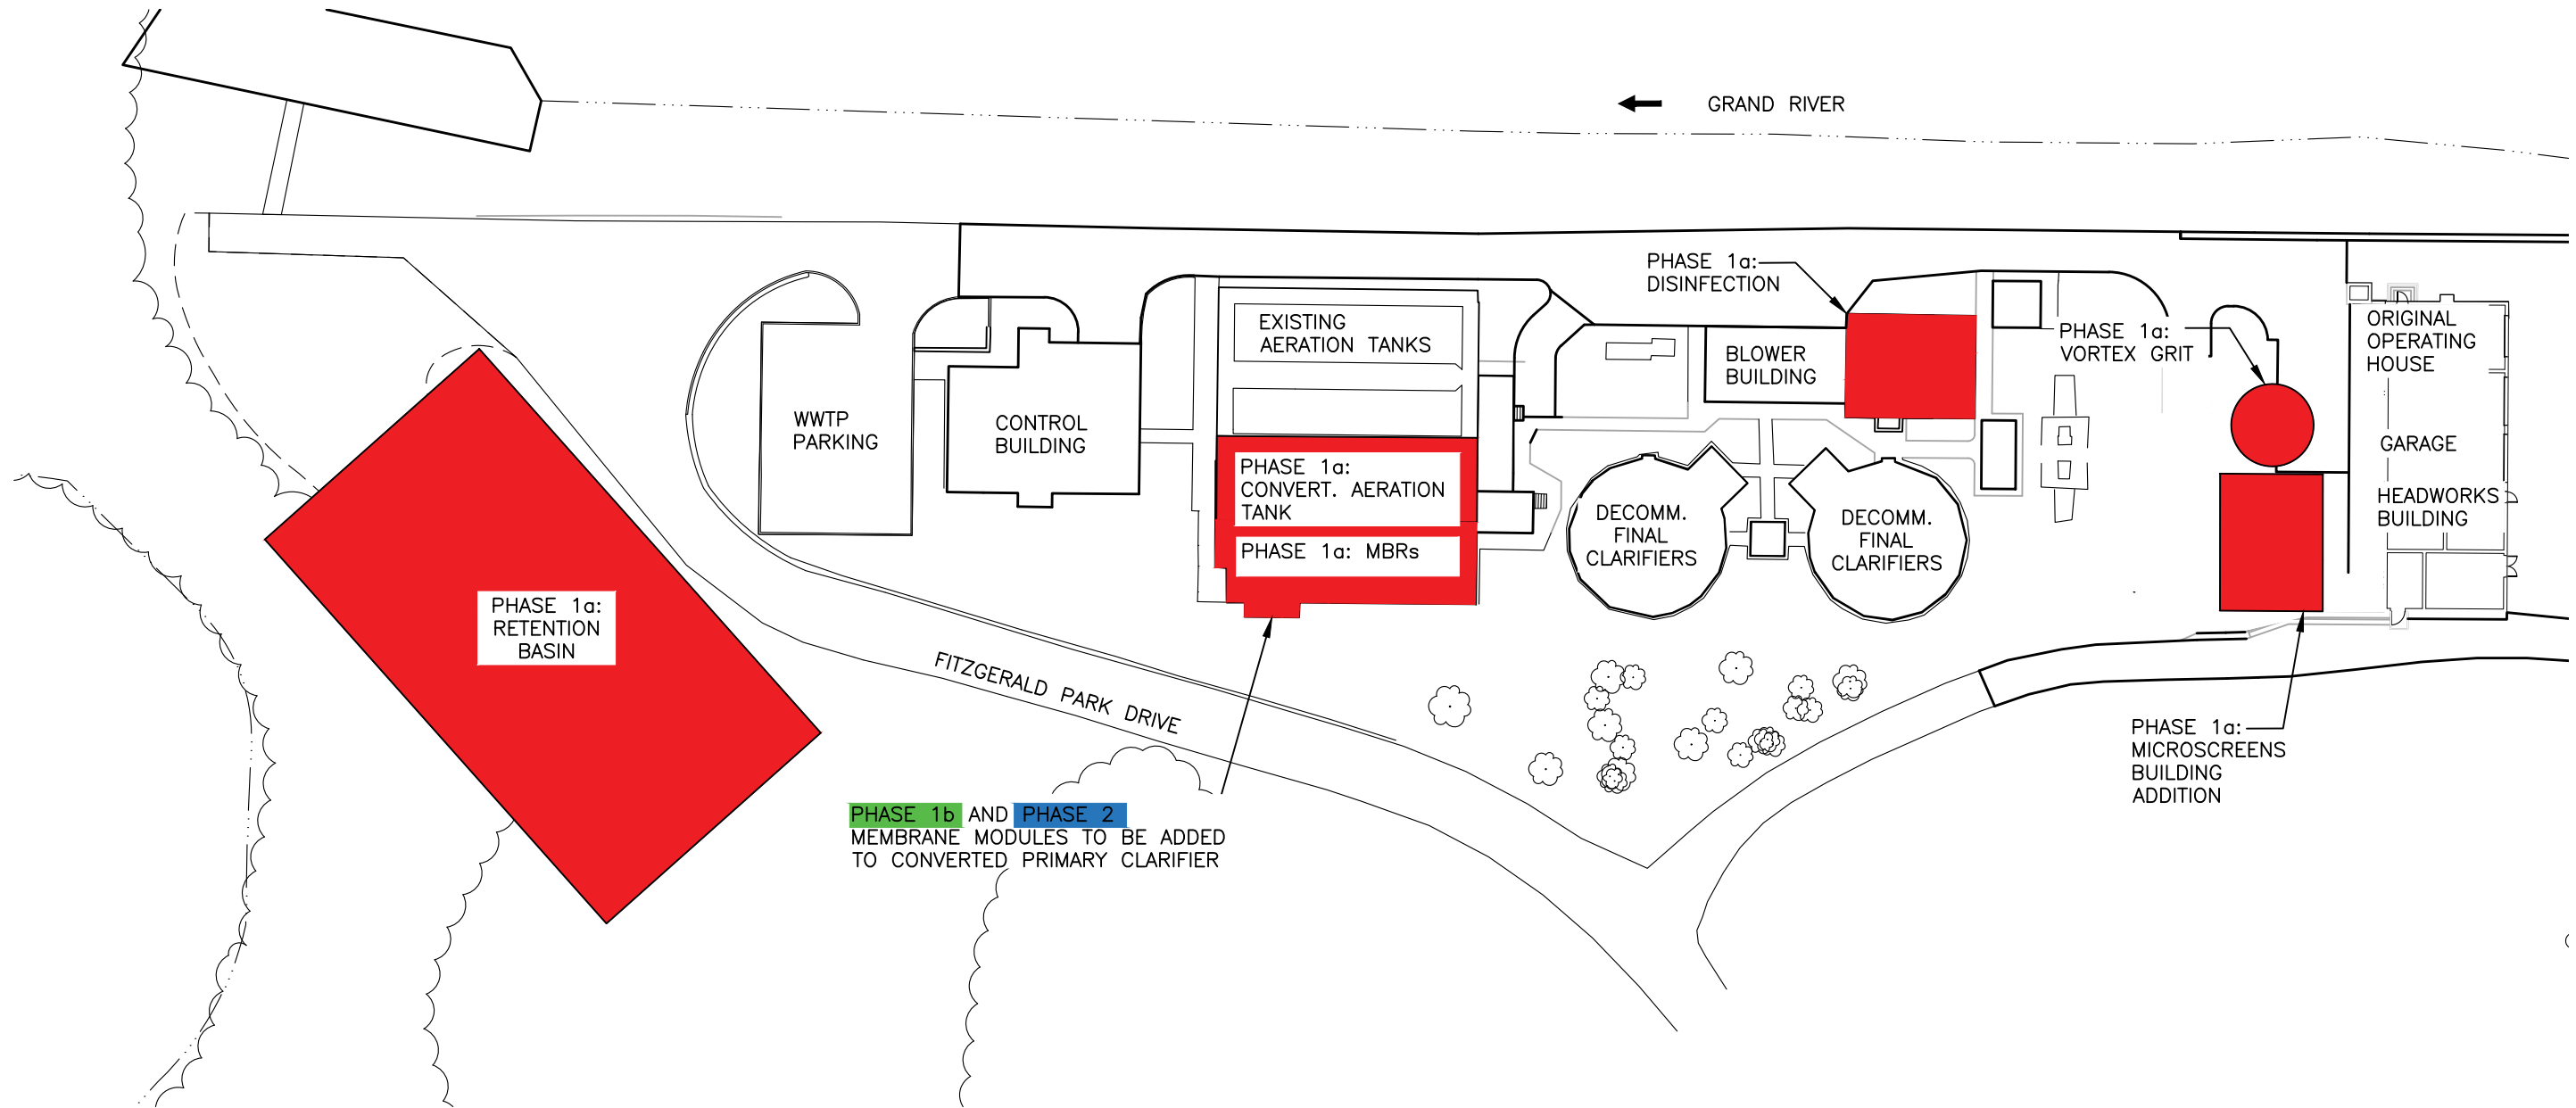 GRAND RIVER
PHASE 1a:
DISINFECTION
EXISTING
AERATION TANKS
BLOWER
BUILDING
PHASE 1a:
VORTEX GRIT
ORIGINAL
OPERATING
HOUSE
WWTP
PARKING
CONTROL
BUILDING
GARAGE
PHASE 1a:
CONVERT. AERATION
TANK
PHASE 1a: MBRs
DECOMM.
FINAL
CLARIFIERS
DECOMM.
FINAL
CLARIFIERS
HEADWORKS
BUILDING
PHASE 1a:
RETENTION
BASIN
FITZGERALD PARK DRIVE
PHASE 1a:
MICROSCREENS
BUILDING
ADDITION
PHASE 1b AND PHASE 2
MEMBRANE MODULES TO BE ADDED
TO CONVERTED PRIMARY CLARIFIER